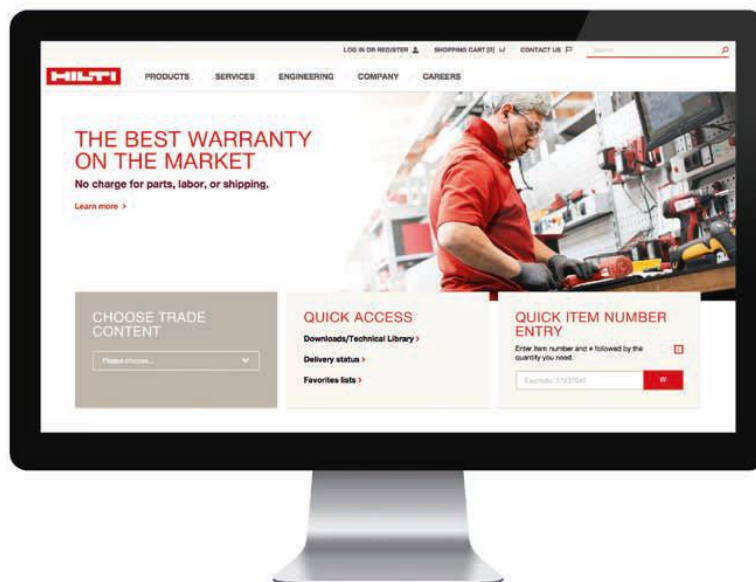 LOG IN OR REGISTER SHOPPING CART [0] CONTACT US Search
HILTI PRODUCTS SERVICES ENGINEERING COMPANY CAREERS
THE BEST WARRANTY
ON THE MARKET
No charge for parts, labor, or shipping.
Learn more >
CHOOSE TRADE
CONTENT
Please choose...
QUICK ACCESS
Downloads/Technical Library >
Delivery status >
Favorites lists >
QUICK ITEM NUMBER
ENTRY
Enter item number and # followed by the
quantity you need.
Example: